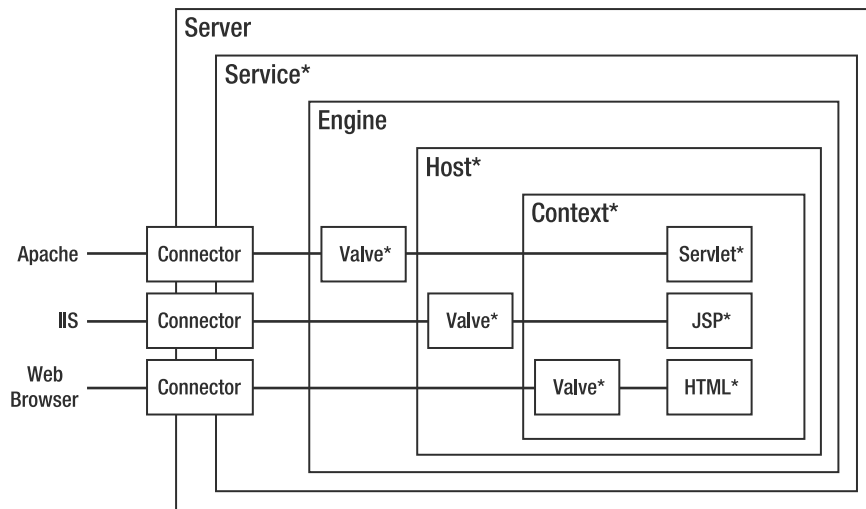 Server
Service*
Engine
Host*
Context*
Apache
Connector
Valve*
Servlet*
IIS
Connector
Valve*
JSP*
Web
Browser
Connector
Valve*
HTML*